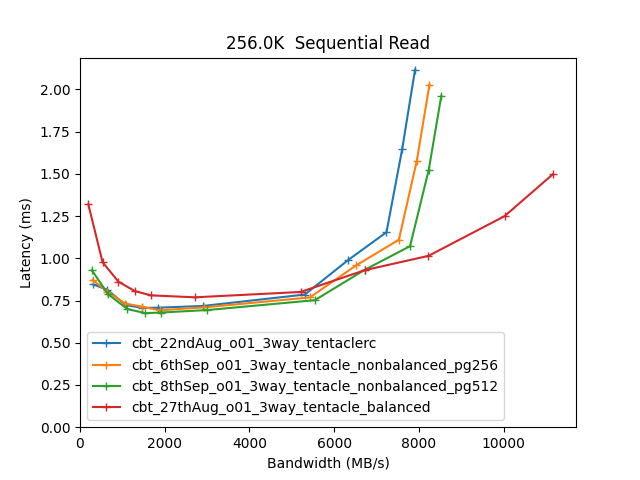 256.0K  Sequential Read
Latency (ms)
2.00
1.75
1.50
1.25
1.00
0.75
0.50
0.25
0.00
cbt_22ndAug_o01_3way_tentaclerc
cbt_6thSep_o01_3way_tentacle_nonbalanced_pg256
cbt_8thSep_o01_3way_tentacle_nonbalanced_pg512
cbt_27thAug_o01_3way_tentacle_balanced
0 2000 4000 6000 8000 10000
Bandwidth (MB/s)